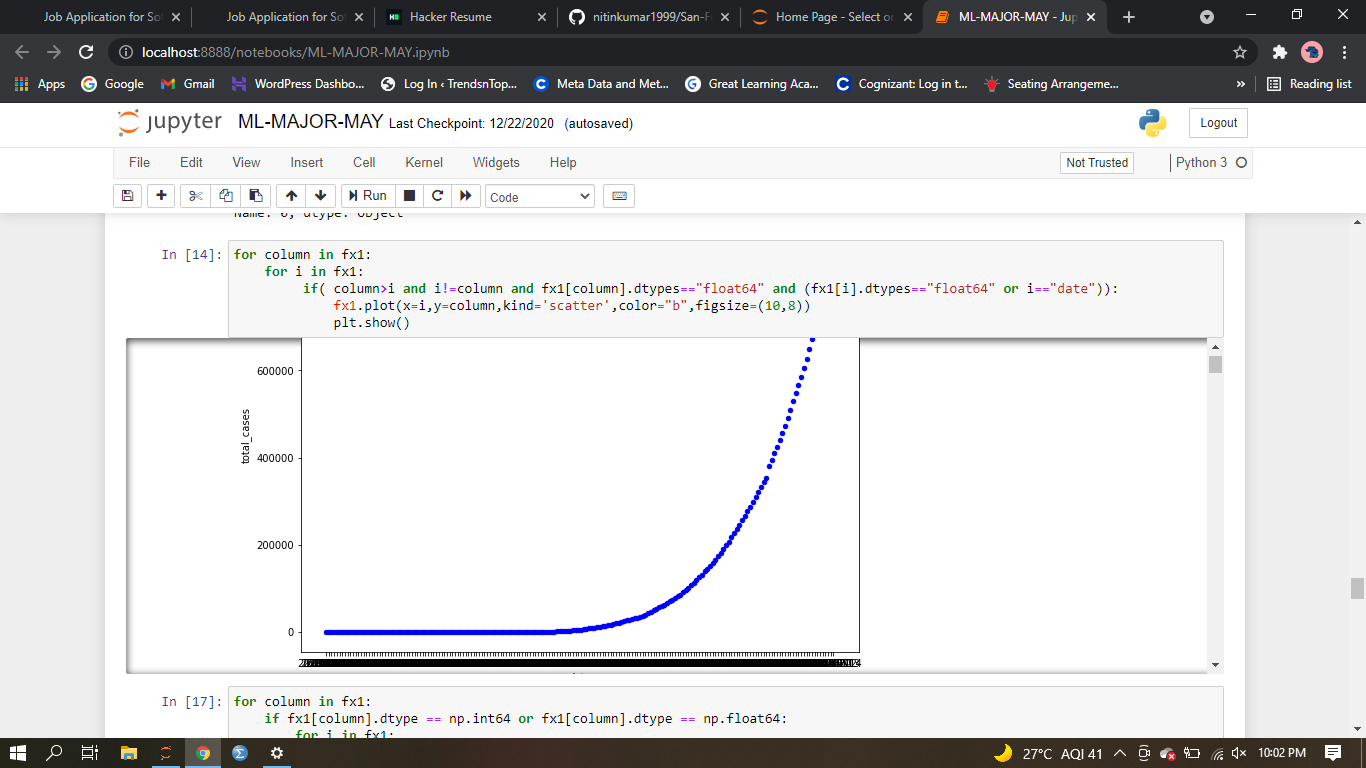 Job Application for Sof
Job Application for Sof
Hacker Resume
nitinkumar1999/San-F
Home Page - Select or
ML-MAJOR-MAY - Jup
localhost:8888/notebooks/ML-MAJOR-MAY.ipynb
Apps
Google
Gmail
WordPress Dashbo...
Log In ‹ TrendsnTop...
Meta Data and Met...
Great Learning Aca...
Cognizant: Log in t...
Seating Arrangeme...
»
Reading list
jupyter
ML-MAJOR-MAY
Last Checkpoint: 12/22/2020
(autosaved)
Logout
File
Edit
View
Insert
Cell
Kernel
Widgets
Help
Not Trusted
Python 3
Run
Code
Name: 0, dtype: object
In [14]:
for column in fx1:
for i in fx1:
if( column>i and i!=column and fx1[column].dtypes=="float64" and (fx1[i].dtypes=="float64" or i=="date")):
fx1.plot(x=i,y=column,kind='scatter',color="b",figsize=(10,8))
plt.show()
600000
400000
200000
0
total_cases
In [17]:
for column in fx1:
if fx1[column].dtype == np.int64 or fx1[column].dtype == np.float64:
for i in fx1:
27°C AQI 41
10:02 PM